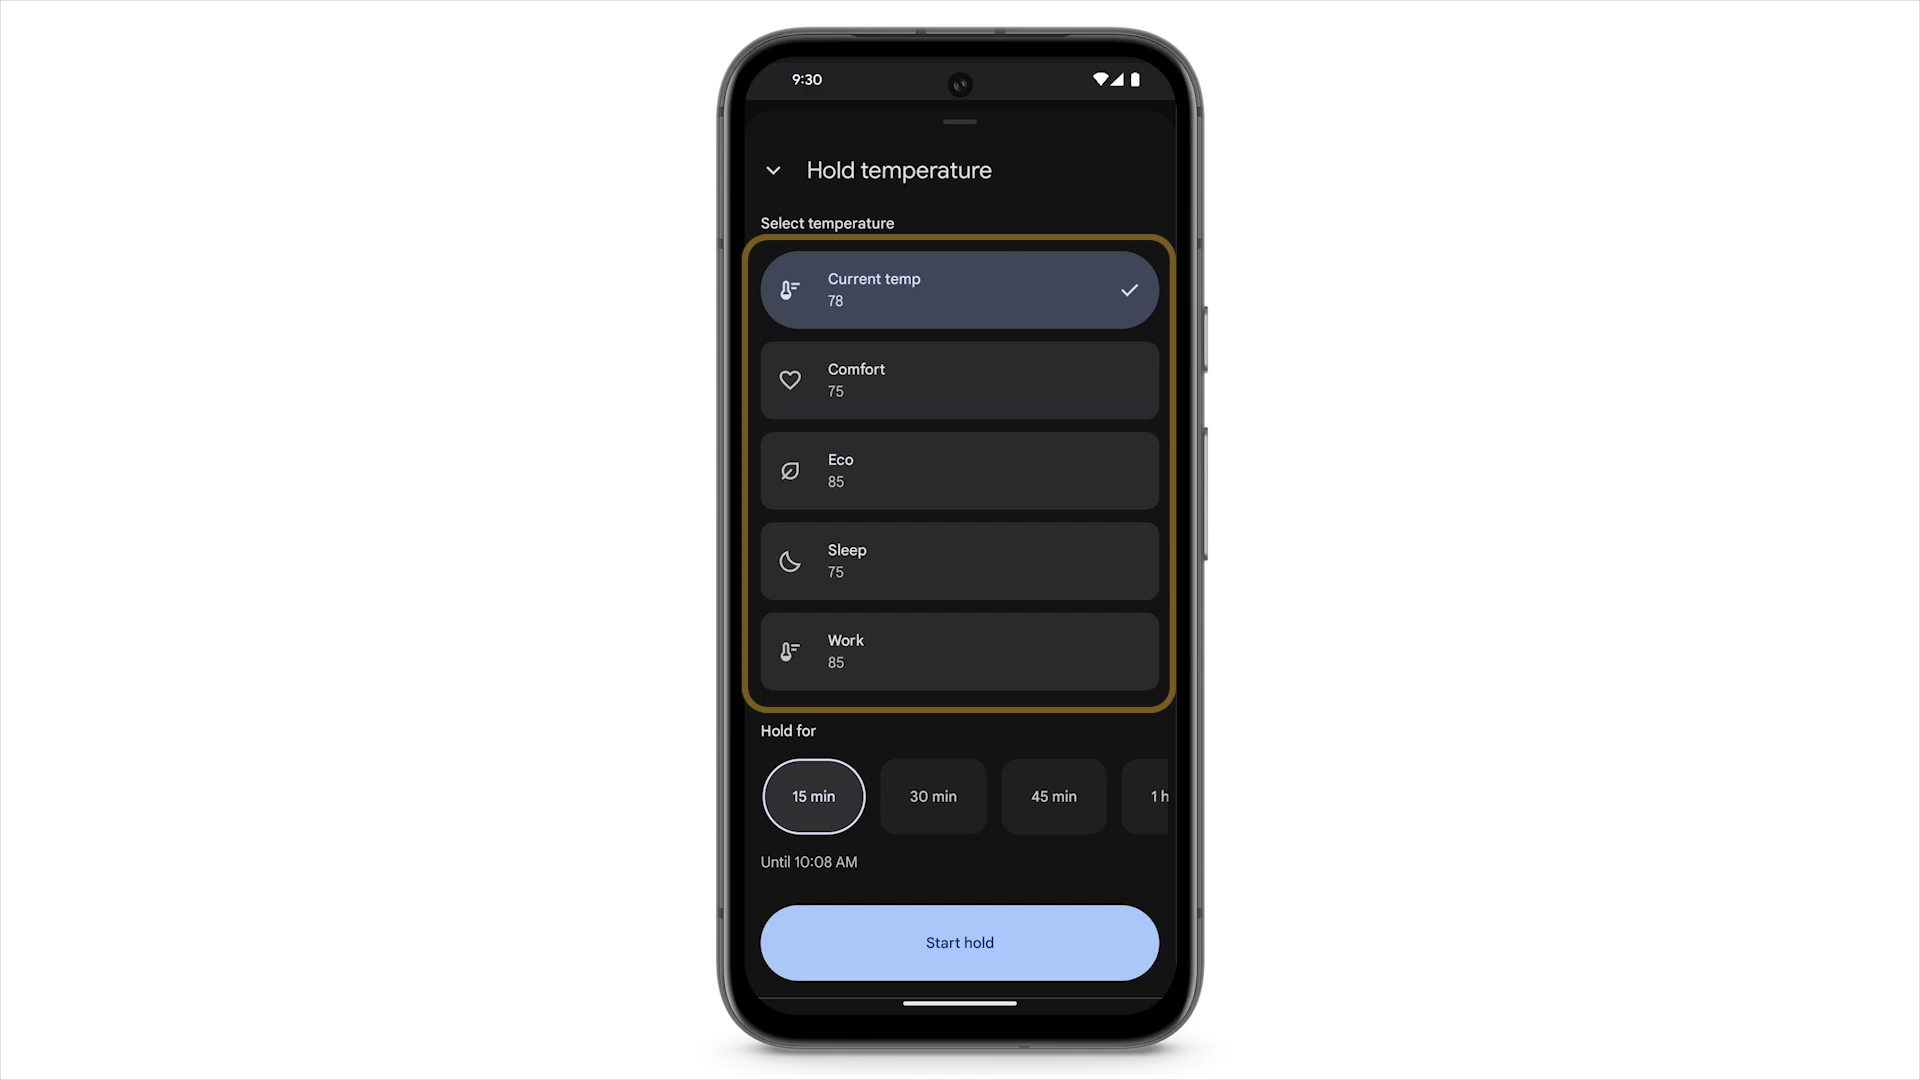 9:30
Hold temperature
Select temperature
Current temp
78
Comfort
75
Eco
85
Sleep
75
Work
85
Hold for
15 min
30 min
45 min
1 h
Until 10:08 AM
Start hold